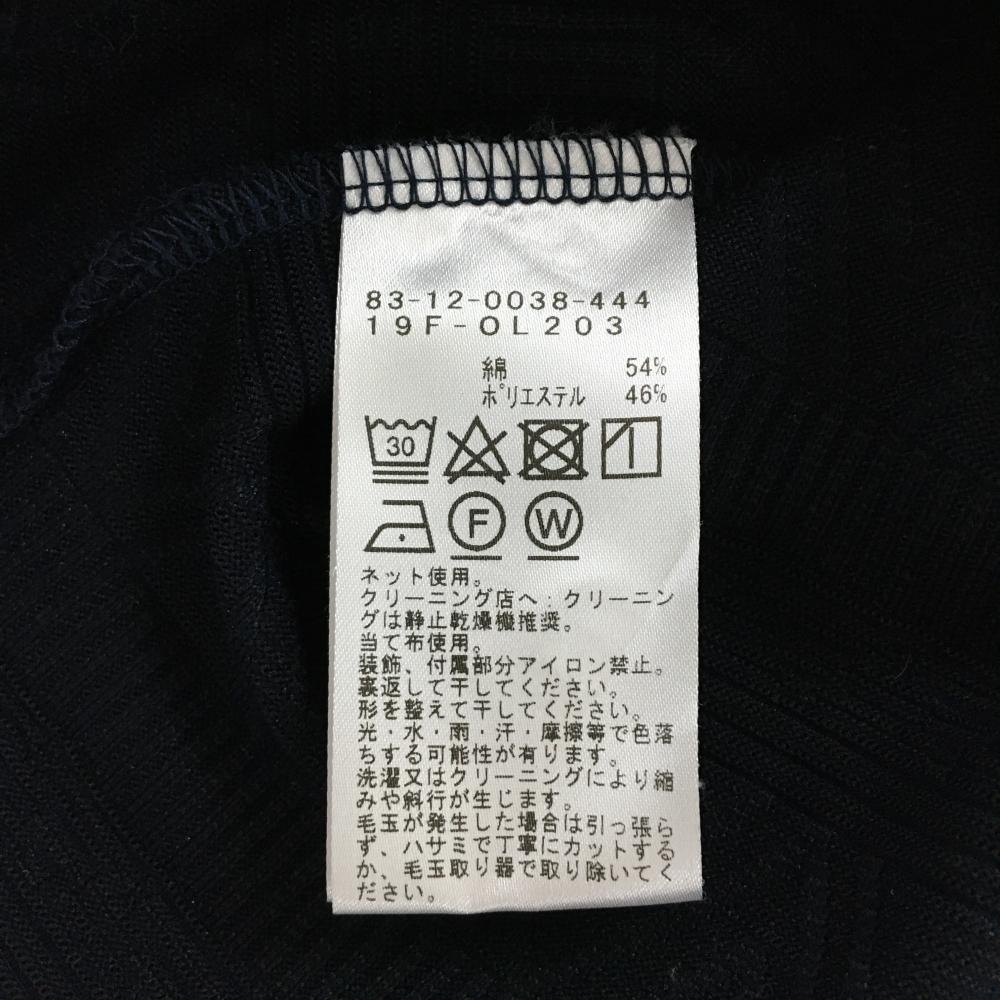 83-12-0038-444
19F-OL203
綿 54%
ポリエステル 46%
30
F W
ネット使用。
クリーニング店へ:クリーニン
グは静止乾燥機推奨。
当て布使用。
装飾、付属部分アイロン禁止。
裏返して干してください。
形を整えて干してください。
光・水・雨・汗・摩擦等で色落
ちする可能性が有ります。
洗濯又はクリーニングにより縮
みや斜行が生じます。
毛玉が発生した場合は引っ張ら
ず、ハサミで丁寧にカットする
か、毛玉取り器で取り除いてく
ださい。